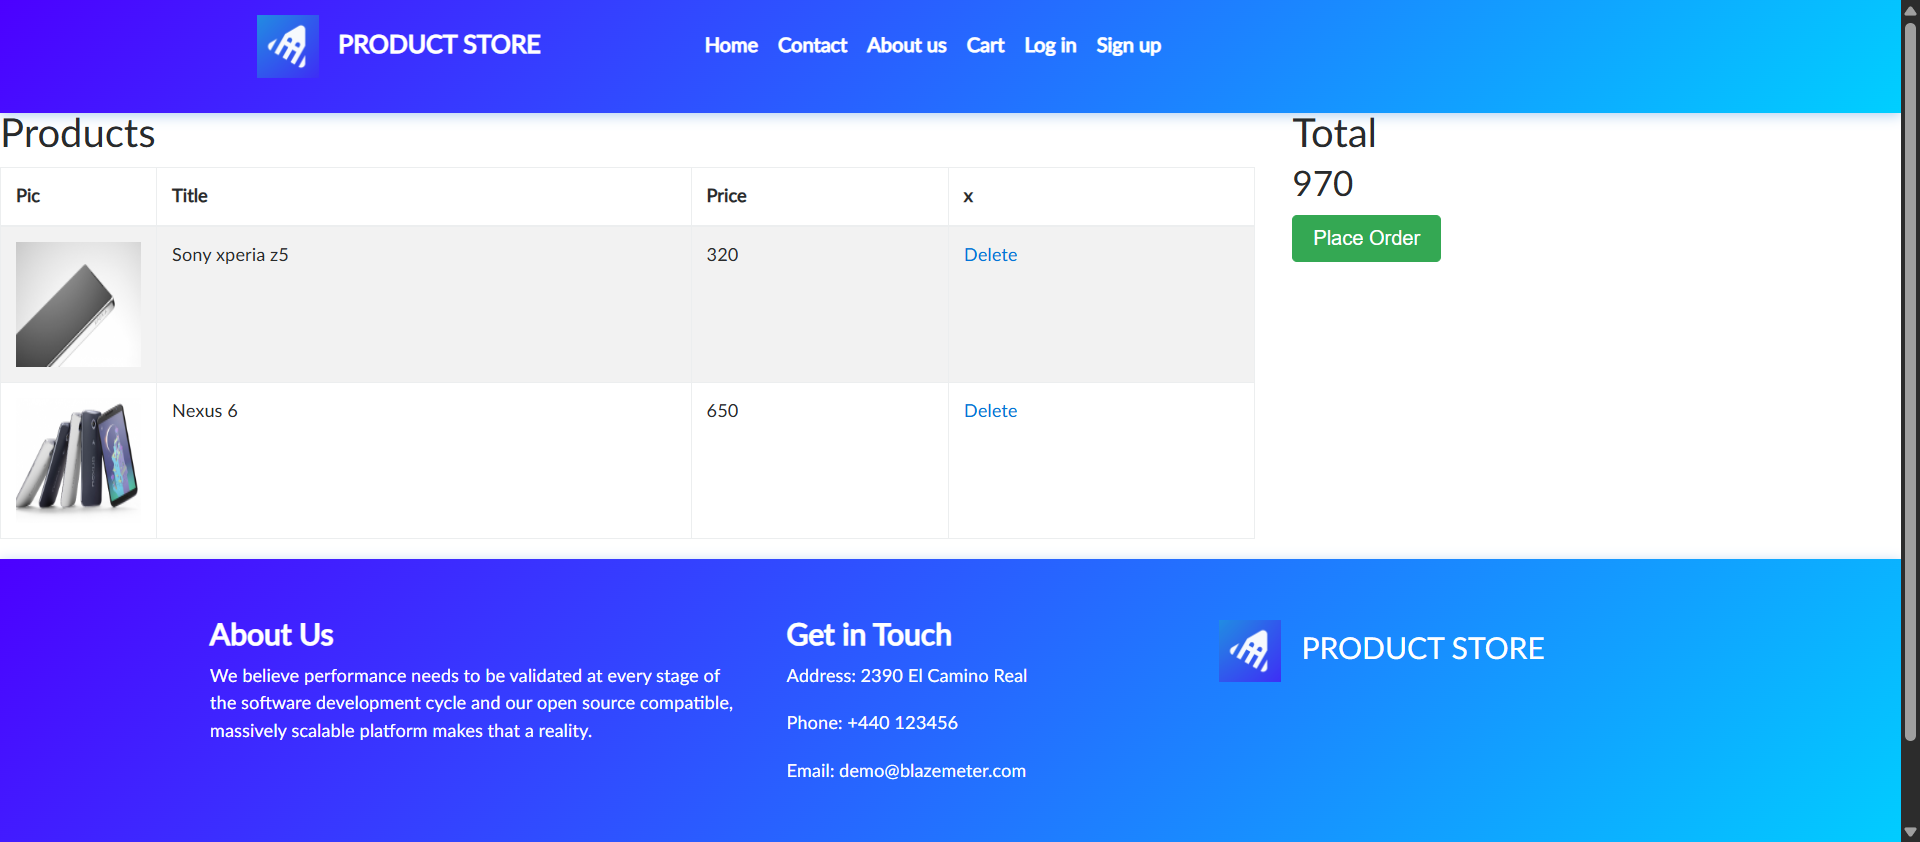 PRODUCT STORE
Home Contact About us Cart Log in Sign up
Products
Pic Title Price x
Sony xperia z5 320 Delete
Nexus 6 650 Delete
Total
970
Place Order
About Us
We believe performance needs to be validated at every stage of
the software development cycle and our open source compatible,
massively scalable platform makes that a reality.
Get in Touch
Address: 2390 El Camino Real
Phone: +440 123456
Email: demo@blazemeter.com
PRODUCT STORE